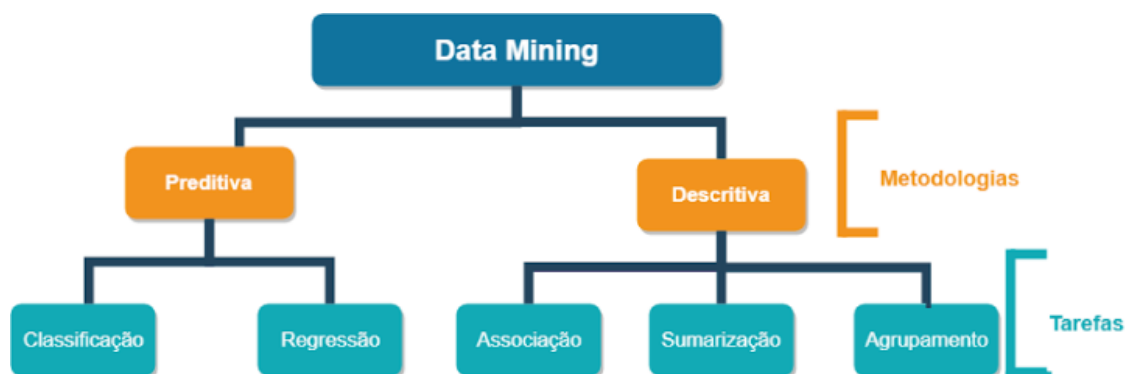 Data Mining
Preditiva
Descritiva
Metodologias
Classificação
Regressão
Associação
Sumarização
Agrupamento
Tarefas